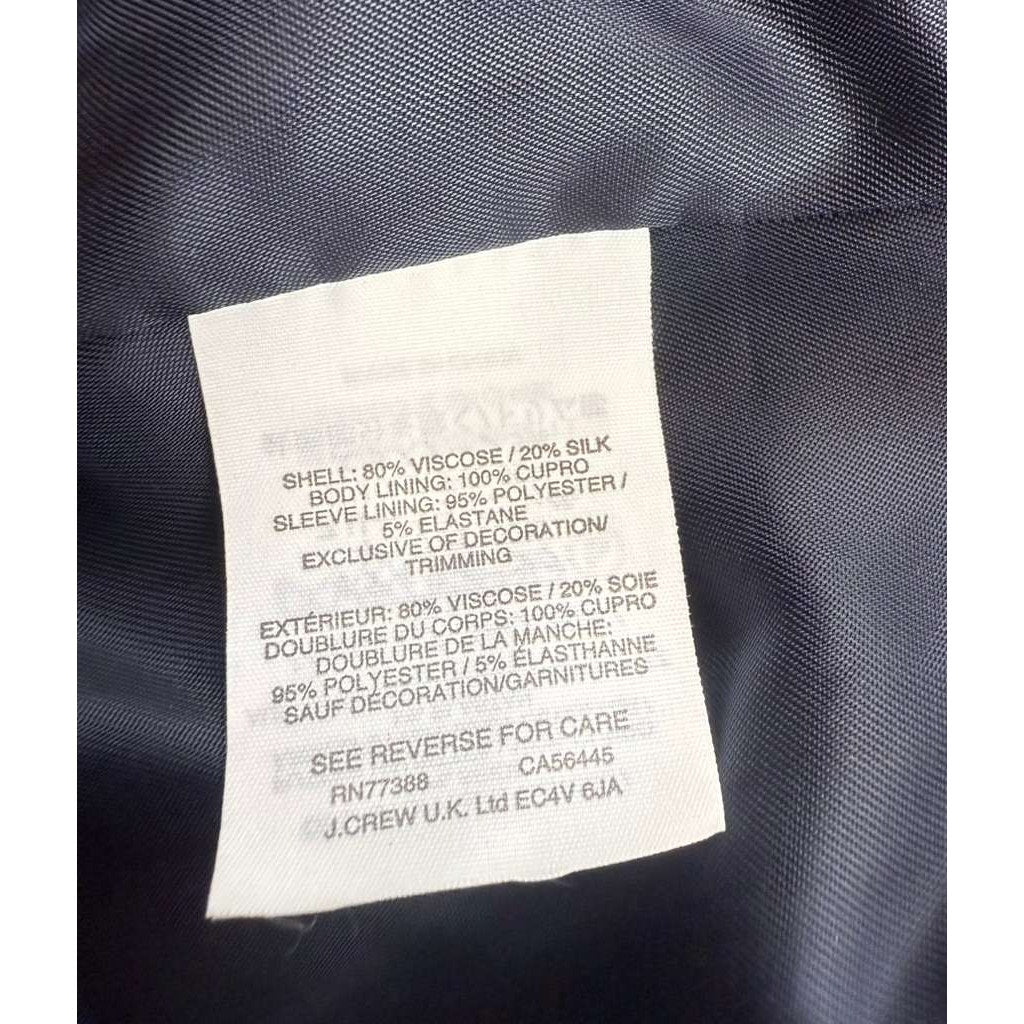 SHELL: 80% VISCOSE / 20% SILK
BODY LINING: 100% CUPRO
SLEEVE LINING: 95% POLYESTER /
5% ELASTANE
EXCLUSIVE OF DECORATION/
TRIMMING
EXTÉRIEUR: 80% VISCOSE / 20% SOIE
DOUBLURE DU CORPS: 100% CUPRO
DOUBLURE DE LA MANCHE:
95% POLYESTER / 5% ÉLASTHANNE
SAUF DÉCORATION/GARNITURES
SEE REVERSE FOR CARE
RN77388 CA56445
J.CREW U.K. Ltd EC4V 6JA